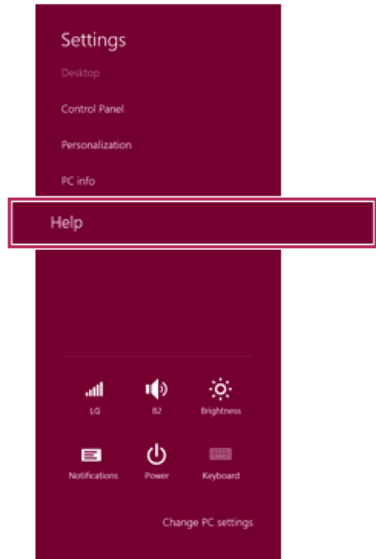 Settings
Desktop
Control Panel
Personalization
PC info
Help
LG
82
Brightness
Notifications
Power
Keyboard
Change PC settings